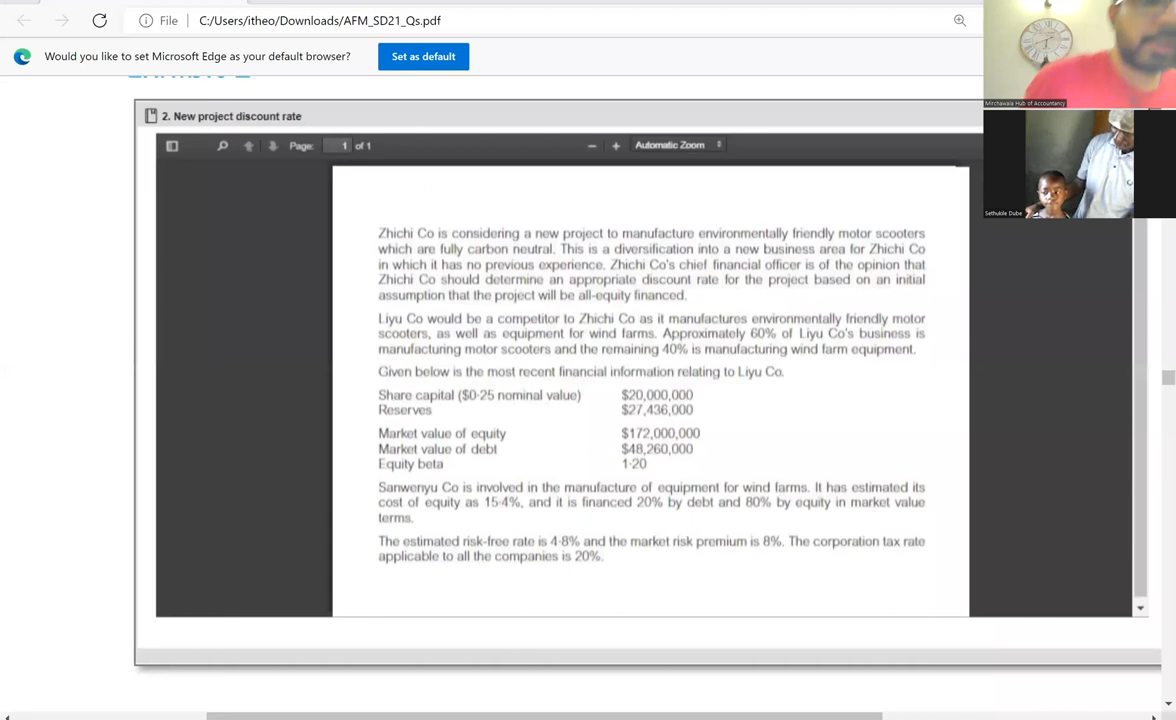 File
C:/Users/itheo/Downloads/AFM_SD21_Qs.pdf
Would you like to set Microsoft Edge as your default browser?
Set as default
2. New project discount rate
Page:
1
of 1
Automatic Zoom
Zhichi Co is considering a new project to manufacture environmentally friendly motor scooters
which are fully carbon neutral. This is a diversification into a new business area for Zhichi Co
in which it has no previous experience. Zhichi Co's chief financial officer is of the opinion that
Zhichi Co should determine an appropriate discount rate for the project based on an initial
assumption that the project will be all-equity financed.
Liyu Co would be a competitor to Zhichi Co as it manufactures environmentally friendly motor
scooters, as well as equipment for wind farms. Approximately 60% of Liyu Co's business is
manufacturing motor scooters and the remaining 40% is manufacturing wind farm equipment.
Given below is the most recent financial information relating to Liyu Co.
Share capital ($0·25 nominal value) $20,000,000
Reserves $27,436,000
Market value of equity $172,000,000
Market value of debt $48,260,000
Equity beta 1·20
Sanwenyu Co is involved in the manufacture of equipment for wind farms. It has estimated its
cost of equity as 15·4%, and it is financed 20% by debt and 80% by equity in market value
terms.
The estimated risk-free rate is 4·8% and the market risk premium is 8%. The corporation tax rate
applicable to all the companies is 20%.
Mirchawala Hub of Accountancy
Sethukile Dube